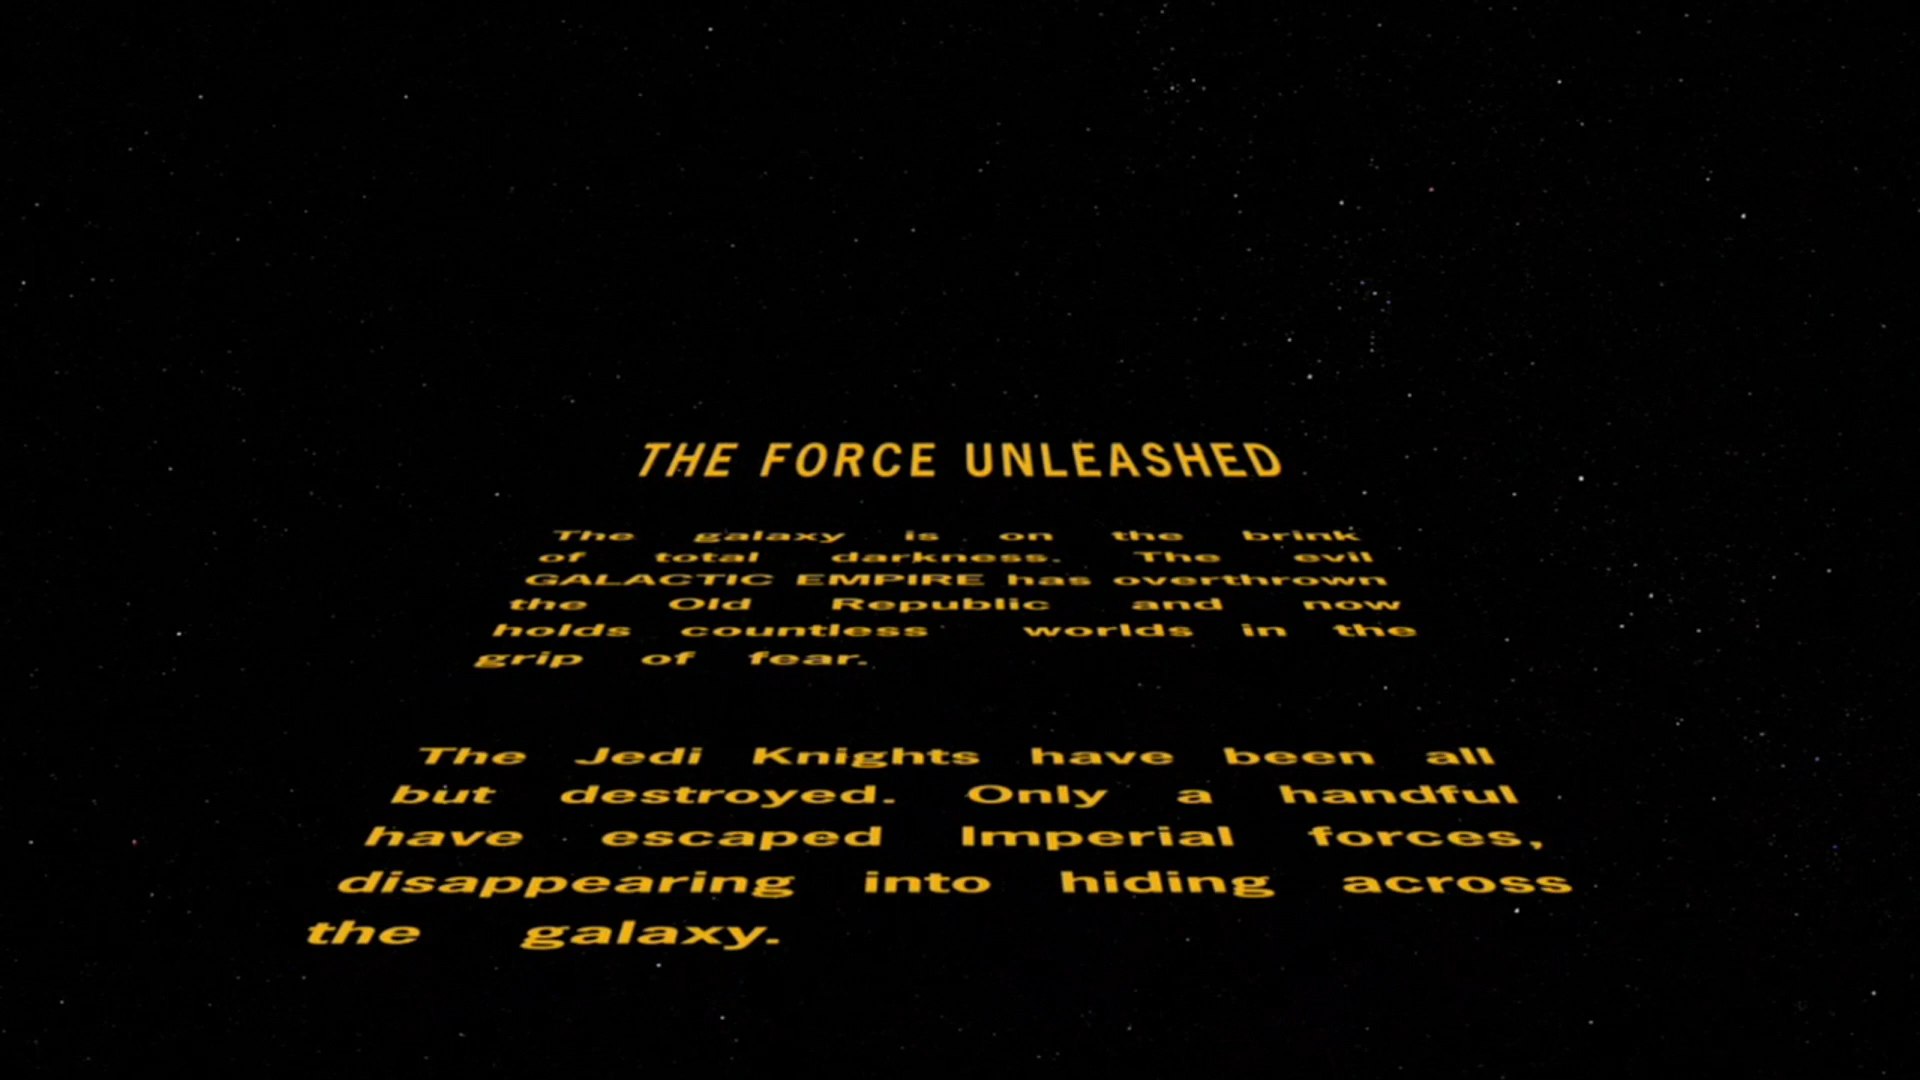 THE FORCE UNLEASHED
The galaxy is on the brink
of total darkness. The evil
GALACTIC EMPIRE has overthrown
the Old Republic and now
holds countless worlds in the
grip of fear.
The Jedi Knights have been all
but destroyed. Only a handful
have escaped Imperial forces,
disappearing into hiding across
the galaxy.